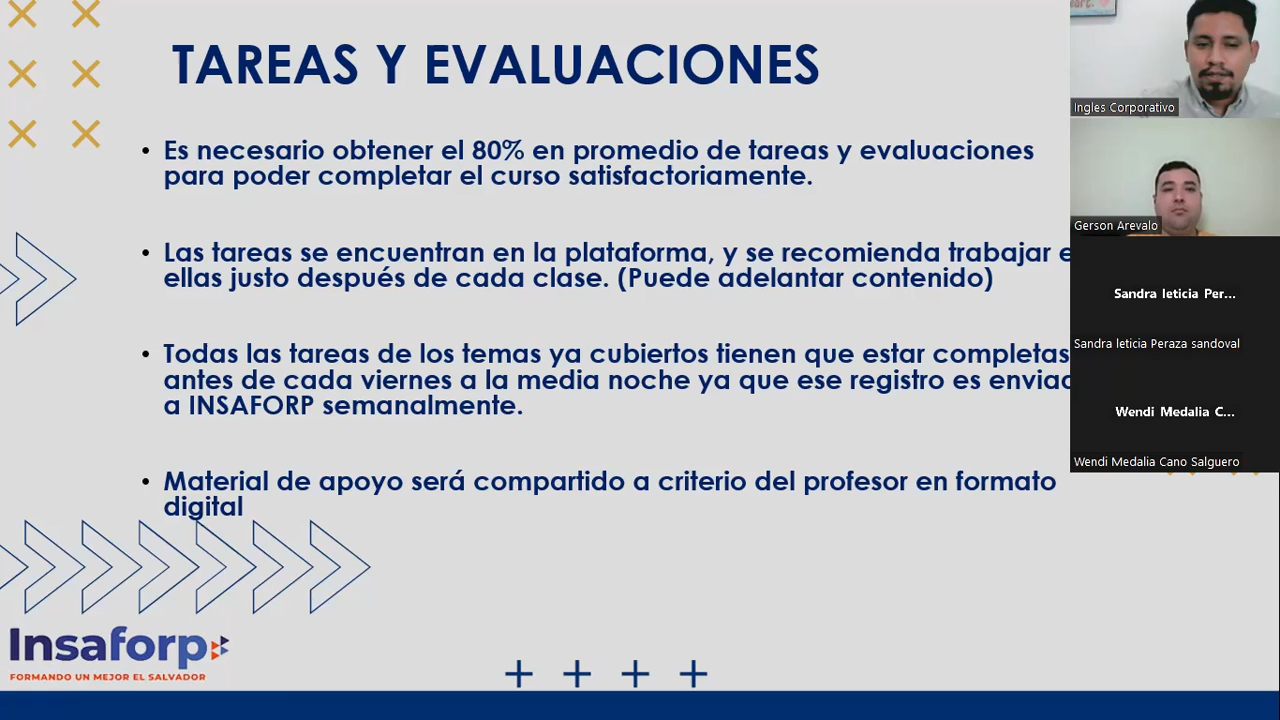 TAREAS Y EVALUACIONES
• Es necesario obtener el 80% en promedio de tareas y evaluaciones
para poder completar el curso satisfactoriamente.
• Las tareas se encuentran en la plataforma, y se recomienda trabajar e
ellas justo después de cada clase. (Puede adelantar contenido)
• Todas las tareas de los temas ya cubiertos tienen que estar completas
antes de cada viernes a la media noche ya que ese registro es enviad
a INSAFORP semanalmente.
• Material de apoyo será compartido a criterio del profesor en formato
digital
Insaforp
FORMANDO UN MEJOR EL SALVADOR
Ingles Corporativo
Gerson Arevalo
Sandra leticia Per...
Sandra leticia Peraza sandoval
Wendi Medalia C...
Wendi Medalia Cano Salguero